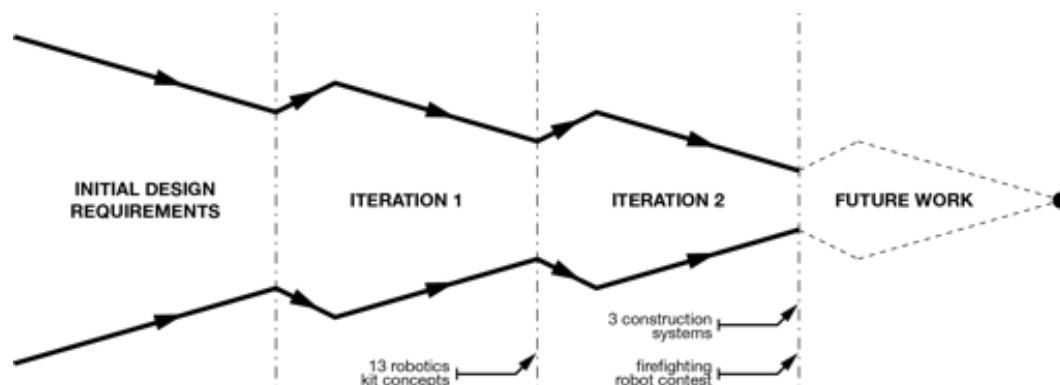 INITIAL DESIGN
REQUIREMENTS
ITERATION 1
ITERATION 2
FUTURE WORK
3 construction
systems
13 robotics
kit concepts
firefighting
robot contest